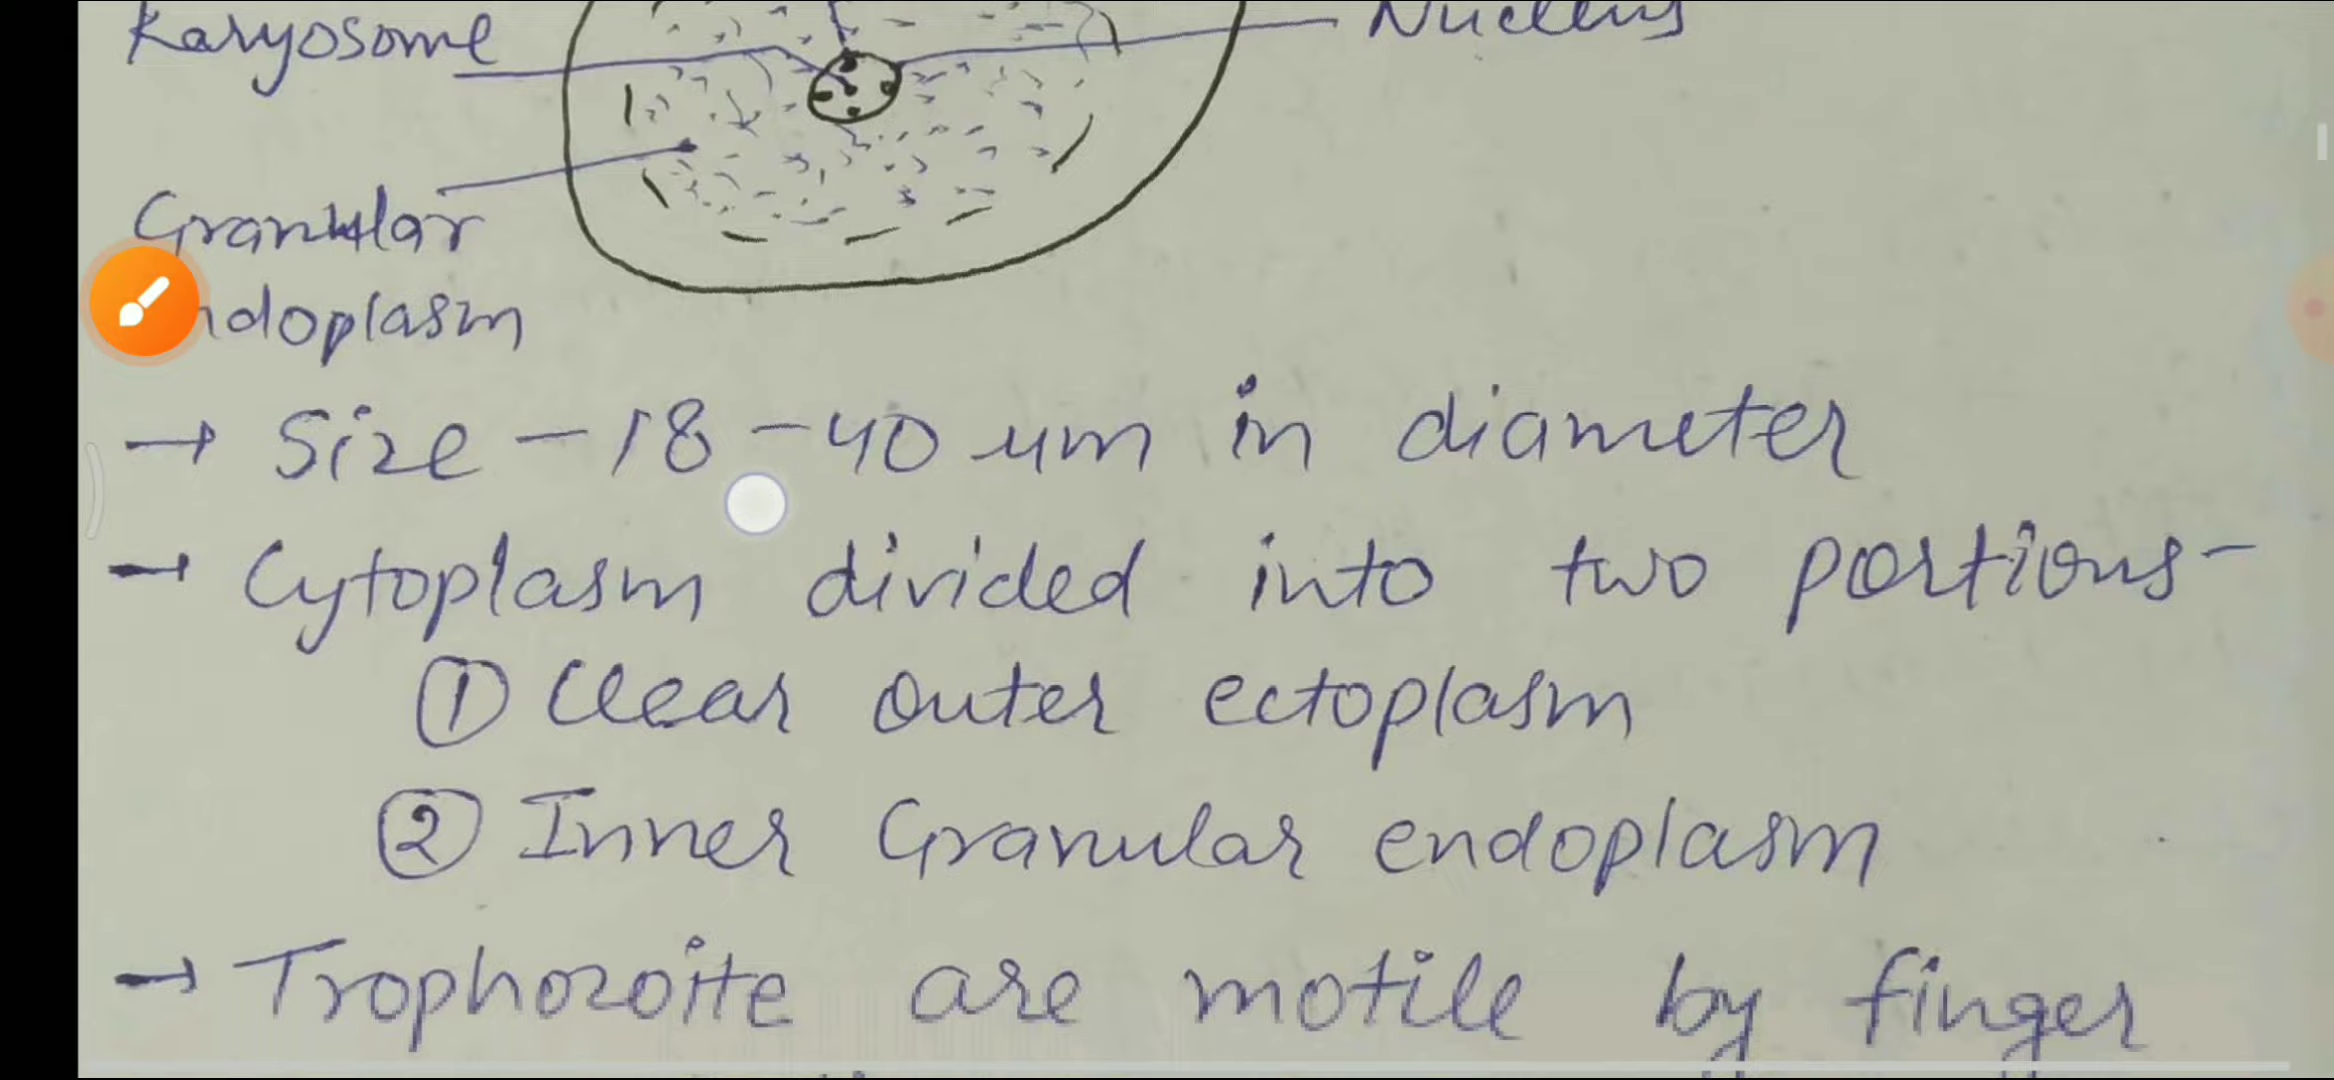 Karyosome
Nucleus
Granular
ndoplasm
→ Size - 18 - 40 um in diameter
→ Cytoplasm divided into two portions -
① Clear outer ectoplasm
② Inner Granular endoplasm
→ Trophozoite are motile by finger